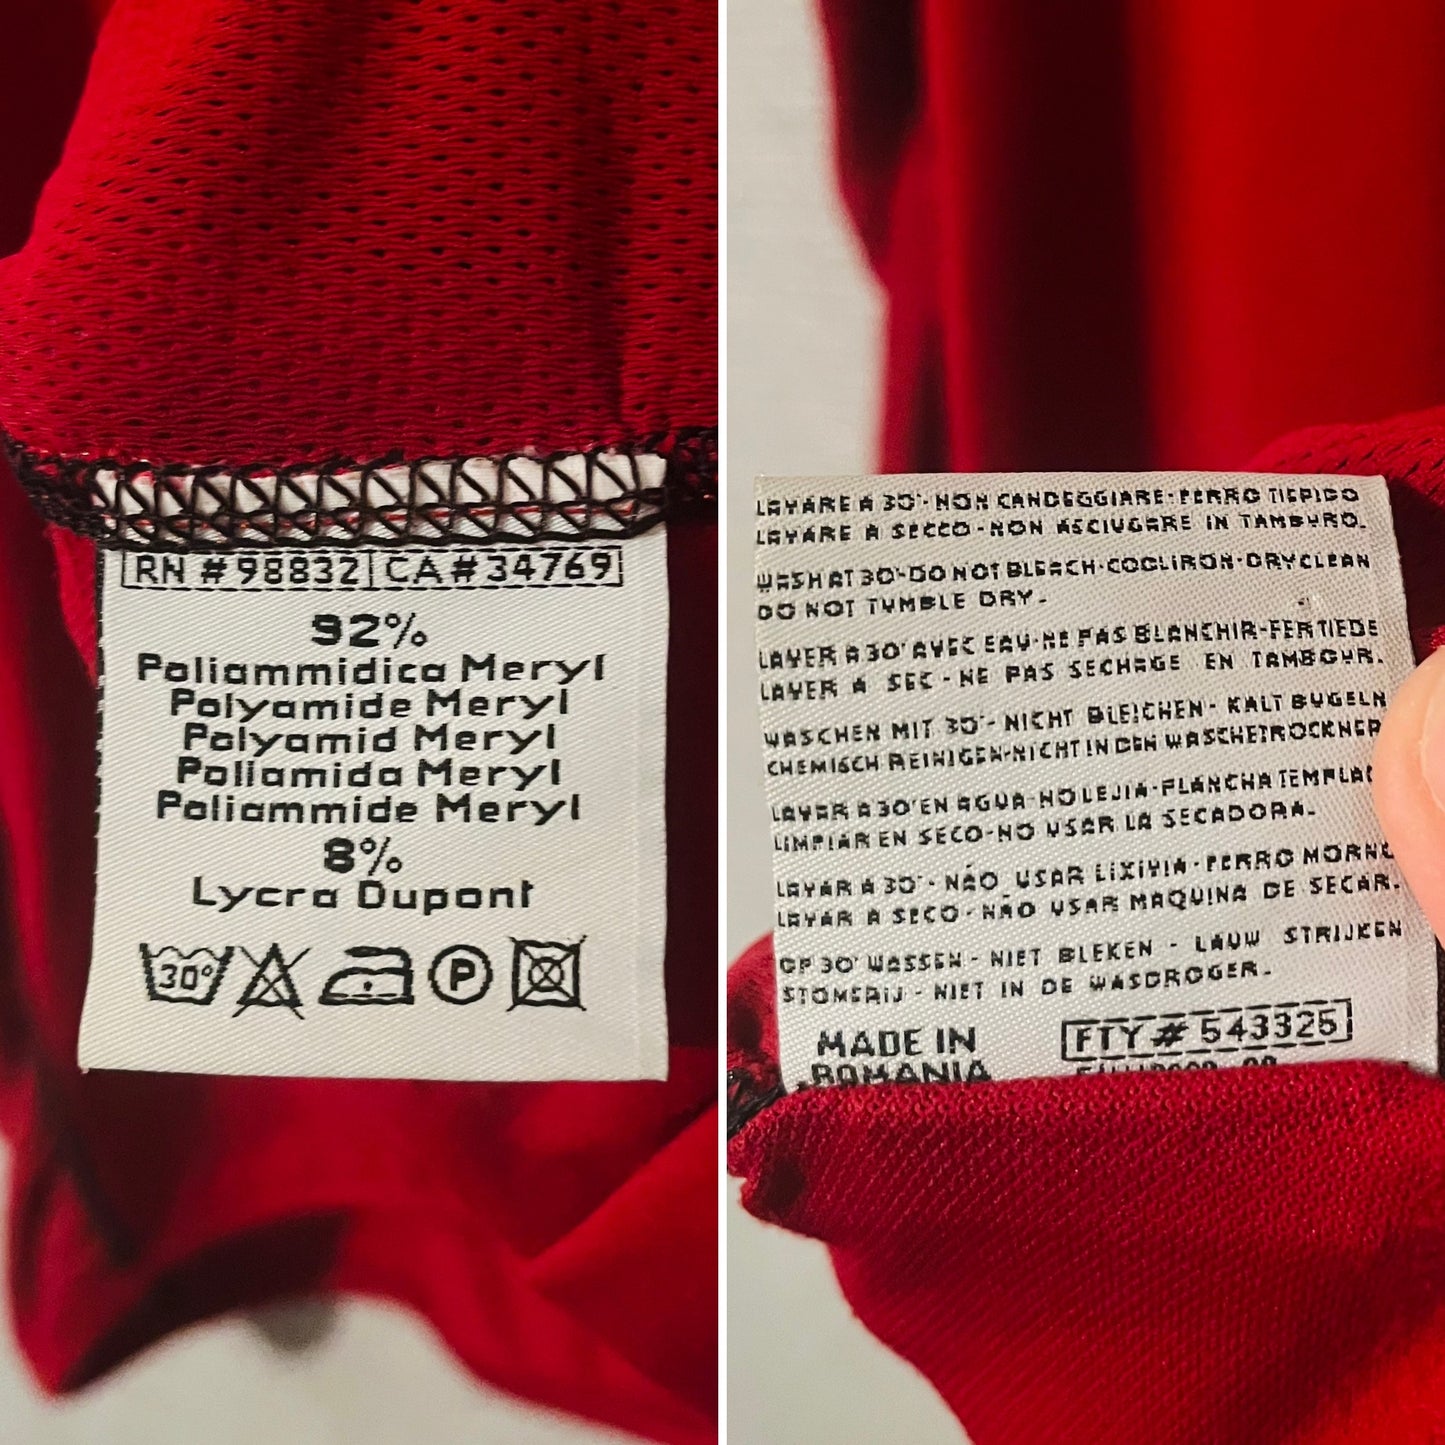 RN # 98832 CA # 34769
92%
Poliammidica Meryl
Polyamide Meryl
Polyamid Meryl
Poliamida Meryl
Poliammide Meryl
8%
Lycra Dupont
30°
P
LAVARE A 30°-NON CANDEGGIARE-FERRO TIEPIDO
LAVARE A SECCO-NON ASCIUGARE IN TAMBURO.
WASH AT 30°-DO NOT BLEACH-COOL IRON-DRYCLEAN
DO NOT TUMBLE DRY-
LAVER A 30° AVEC EAU-NE PAS BLANCHIR-FER TIEDE
LAVER A SEC-NE PAS SECHAGE EN TAMBOUR.
WASCHEN MIT 30°-NICHT BLEICHEN-KALT BUGELN
CHEMISCH REINIGEN-NICHT IN DEN WASCHETROCKNER
LAVAR A 30° EN AGUA-NO LEJIA-PLANCHA TEMPLAD
LIMPIAR EN SECO-NO USAR LA SECADORA.
LAVAR A 30°-NÃO USAR LIXIVIA-FERRO MORNO
LAVAR A SECO-NÃO USAR MAQUINA DE SECAR.
OP 30° WASSEN-NIET BLEKEN - LAUW STRIJKEN
STOMERIJ-NIET IN DE WASDROGER.
MADE IN FTY # 543325
ROMANIA